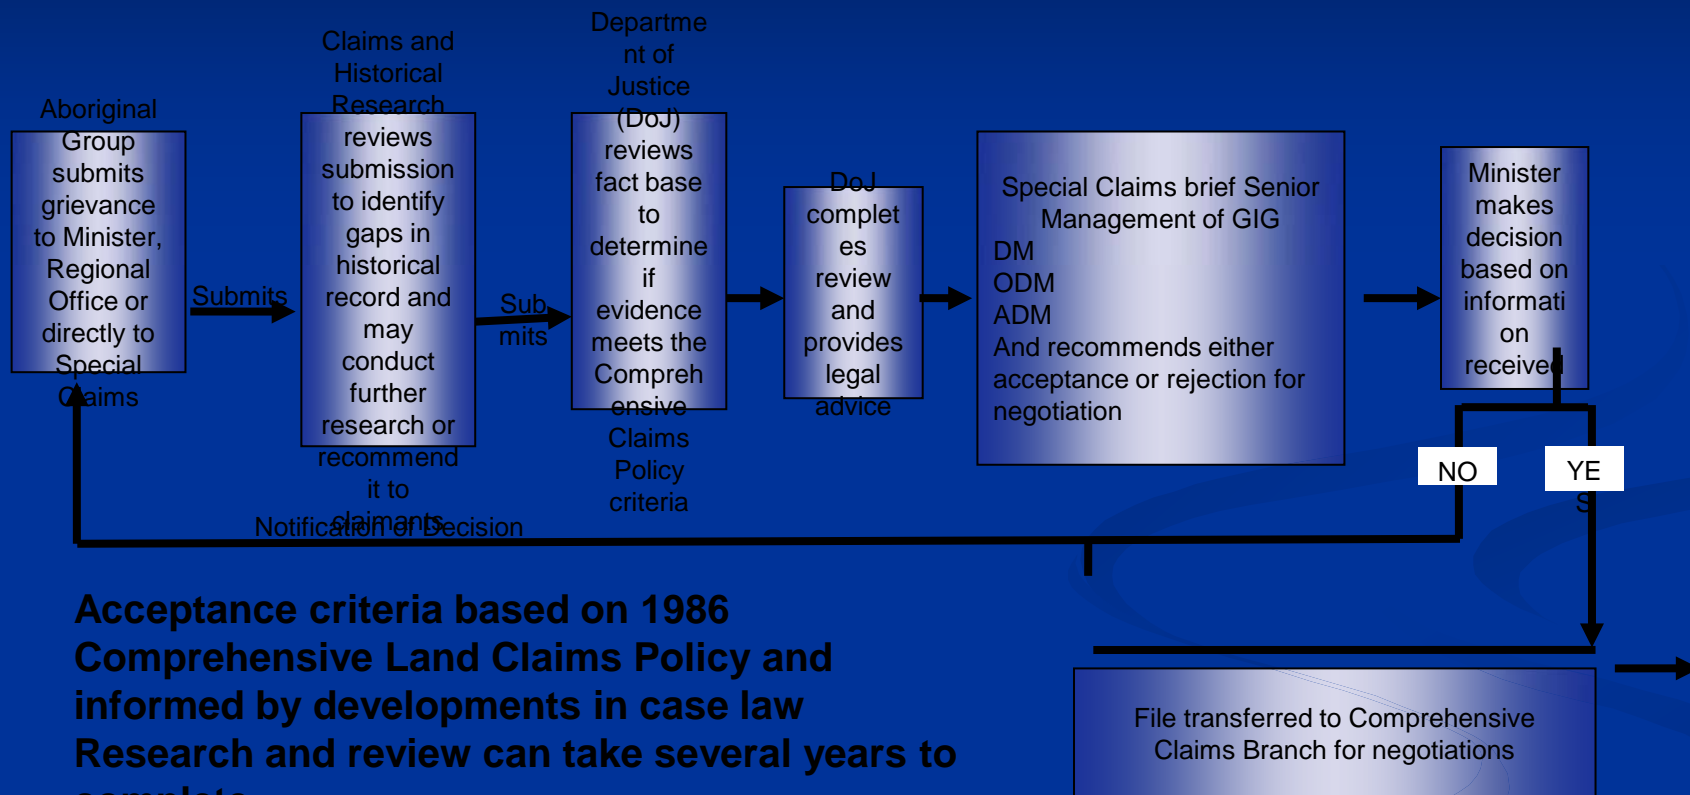 Aboriginal
Group
submits
grievance
to Minister,
Regional
Office or
directly to
Special
Claims
Submits
Claims and
Historical
Research
reviews
submission
to identify
gaps in
historical
record and
may
conduct
further
research or
recommend
it to
claimants
Sub
mits
Departme
nt of
Justice
(DoJ)
reviews
fact base
to
determine
if
evidence
meets the
Compreh
ensive
Claims
Policy
criteria
DoJ
complet
es
review
and
provides
legal
advice
Special Claims brief Senior
Management of GIG
DM
ODM
ADM
And recommends either
acceptance or rejection for
negotiation
Minister
makes
decision
based on
informati
on
received
NO
YE
S
Notification of Decision
Acceptance criteria based on 1986
Comprehensive Land Claims Policy and
informed by developments in case law
Research and review can take several years to
complete
File transferred to Comprehensive
Claims Branch for negotiations